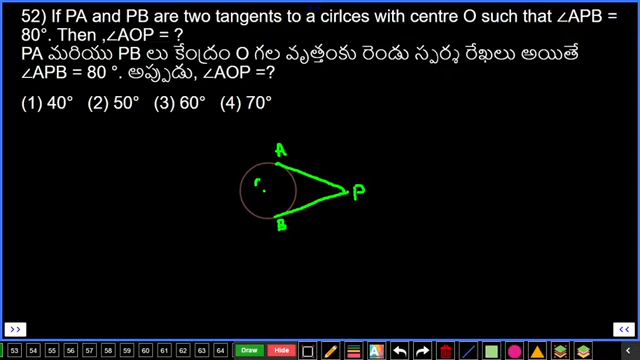 52) If PA and PB are two tangents to a cirlces with centre O such that ∠APB =
80°. Then ,∠AOP = ?
PA మరియు PB లు కేంద్రం O గల వృత్తంకు రెండు స్పర్శ రేఖలు అయితే
∠APB = 80 °. అప్పుడు, ∠AOP =?
(1) 40° (2) 50° (3) 60° (4) 70°
A
P
B
>> >>
53 54 55 56 57 58 59 60 61 62 63 64 Draw Hide A